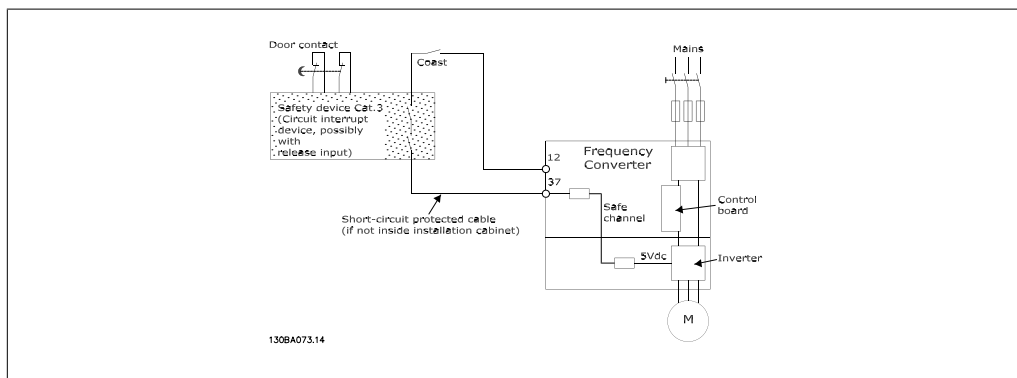 Door contact
Coast
Mains
Safety device Cat.3
(Circuit interrupt
device, possibly
with
release input)
12
Frequency
Converter
37
Safe
channel
Control
board
Short-circuit protected cable
(if not inside installation cabinet)
5Vdc
Inverter
M
130BA073.14